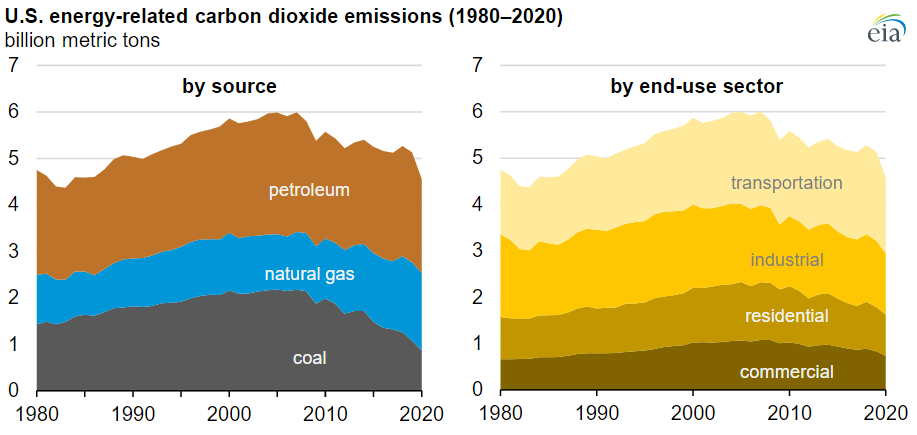 U.S. energy-related carbon dioxide emissions (1980–2020)
billion metric tons
eia
7
6
5
4
3
2
1
0
by source
petroleum
natural gas
coal
1980 1990 2000 2010 2020
7
6
5
4
3
2
1
0
by end-use sector
transportation
industrial
residential
commercial
1980 1990 2000 2010 2020